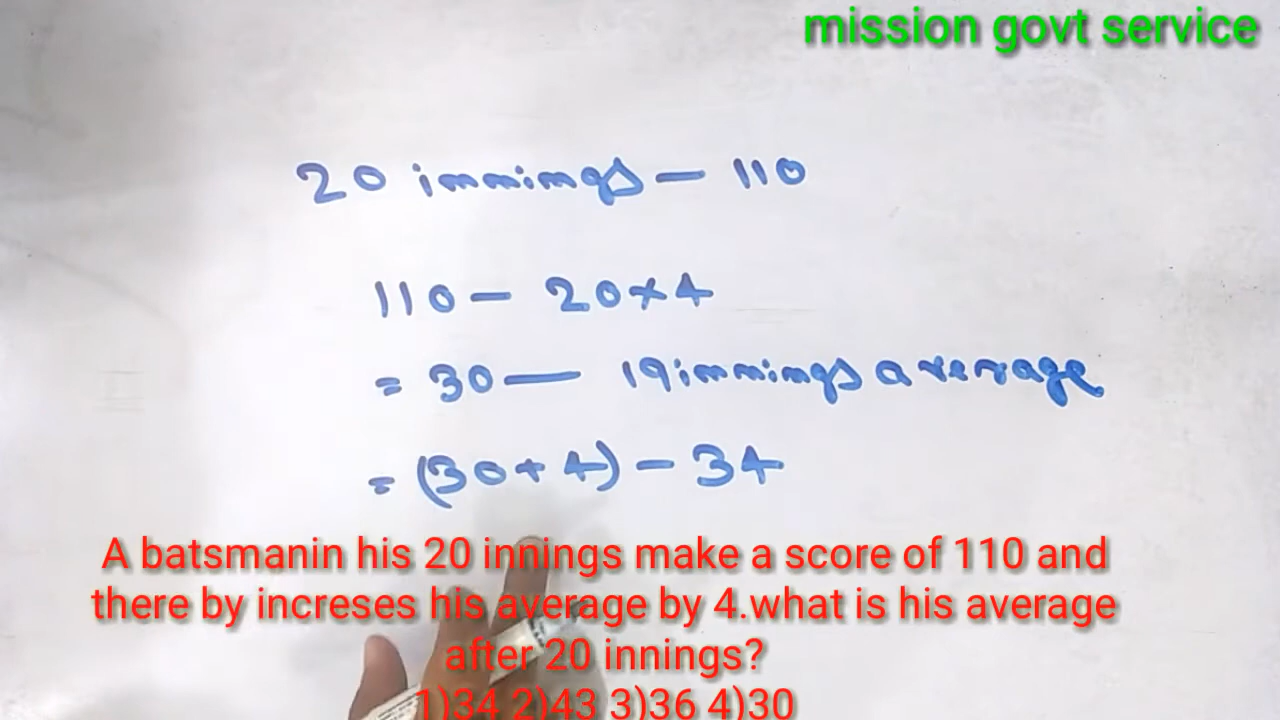 mission govt service
20 innings — 110
110 — 20×4
= 30 — 19innings average
= (30+4) — 34
A batsmanin his 20 innings make a score of 110 and
there by increses his average by 4.what is his average
after 20 innings?
1)34 2)43 3)36 4)30